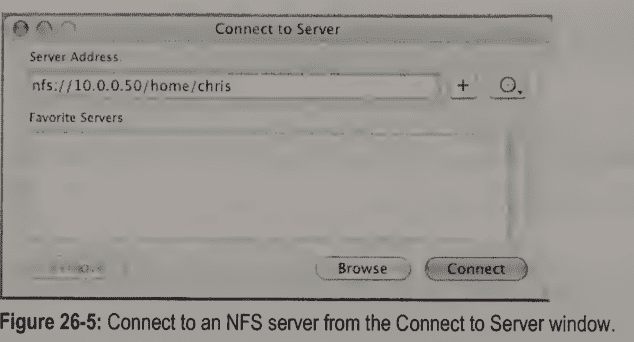 Connect to Server
Server Address
nfs://10.0.0.50/home/chris
+
Favorite Servers
Browse
Connect
Figure 26-5: Connect to an NFS server from the Connect to Server window.